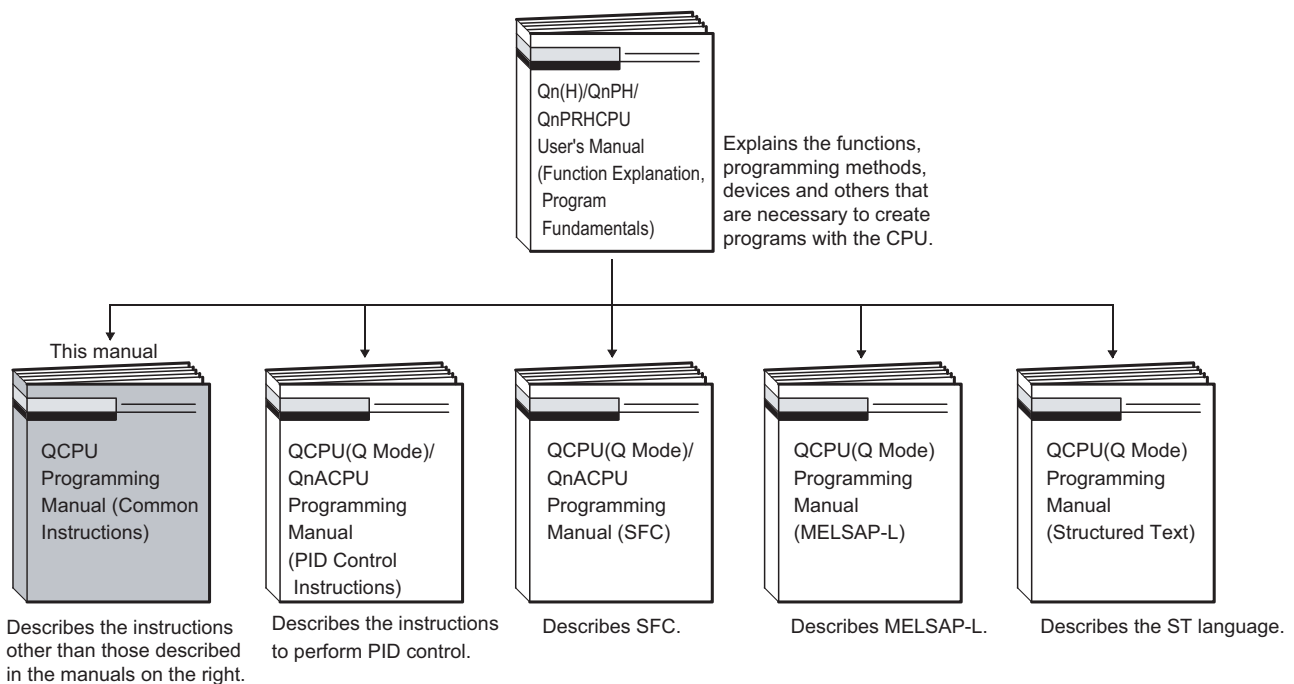 Qn(H)/QnPH/
QnPRHCPU
User's Manual
(Function Explanation,
Program
Fundamentals)
Explains the functions,
programming methods,
devices and others that
are necessary to create
programs with the CPU.
This manual
QCPU
Programming
Manual (Common
Instructions)
Describes the instructions
other than those described
in the manuals on the right.
QCPU(Q Mode)/
QnACPU
Programming
Manual
(PID Control
Instructions)
Describes the instructions
to perform PID control.
QCPU(Q Mode)/
QnACPU
Programming
Manual (SFC)
Describes SFC.
QCPU(Q Mode)
Programming
Manual
(MELSAP-L)
Describes MELSAP-L.
QCPU(Q Mode)
Programming
Manual
(Structured Text)
Describes the ST language.